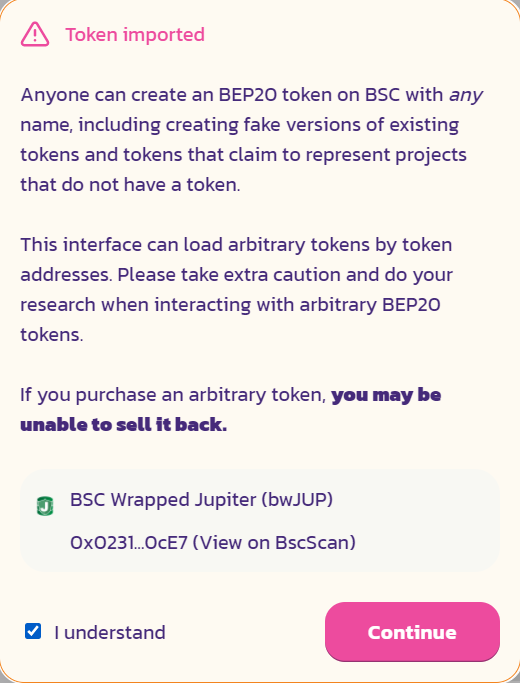 Token imported
Anyone can create an BEP20 token on BSC with any
name, including creating fake versions of existing
tokens and tokens that claim to represent projects
that do not have a token.
This interface can load arbitrary tokens by token
addresses. Please take extra caution and do your
research when interacting with arbitrary BEP20
tokens.
If you purchase an arbitrary token, you may be
unable to sell it back.
J
BSC Wrapped Jupiter (bwJUP)
0x0231...0cE7 (View on BscScan)
I understand
Continue